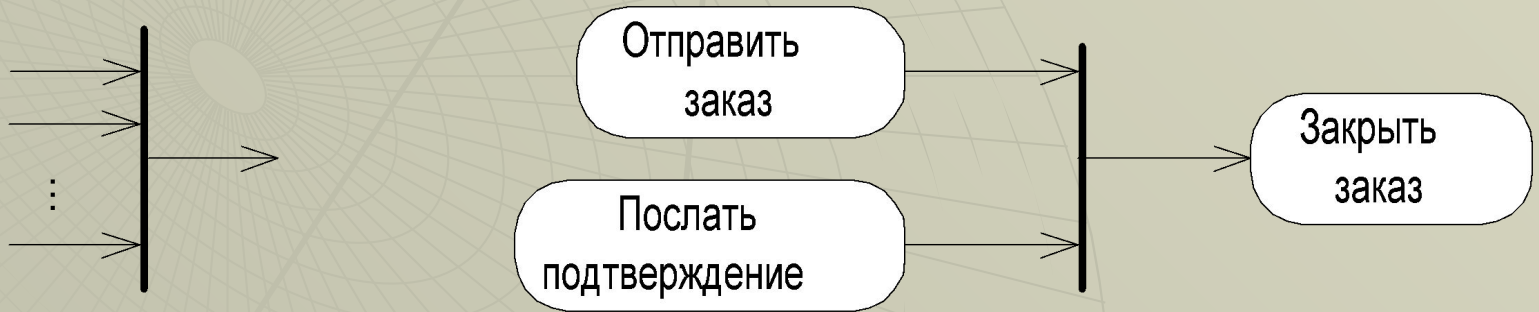 Отправить
заказ
Послать
подтверждение
Закрыть
заказ